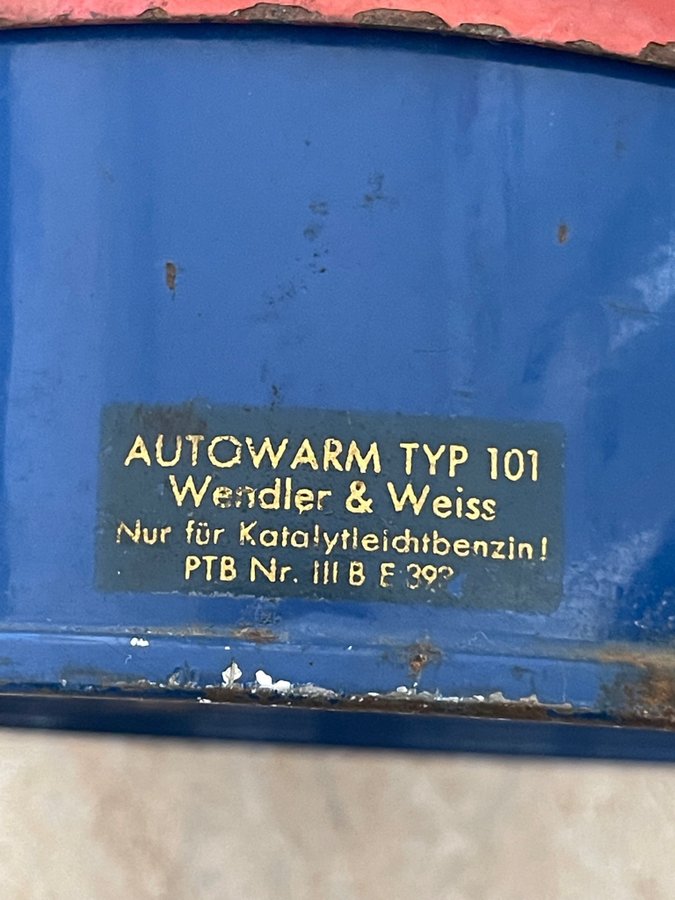 AUTOWARM TYP 101
Wendler & Weiss
Nur für Katalytleichtbenzin!
PTB Nr. III B E